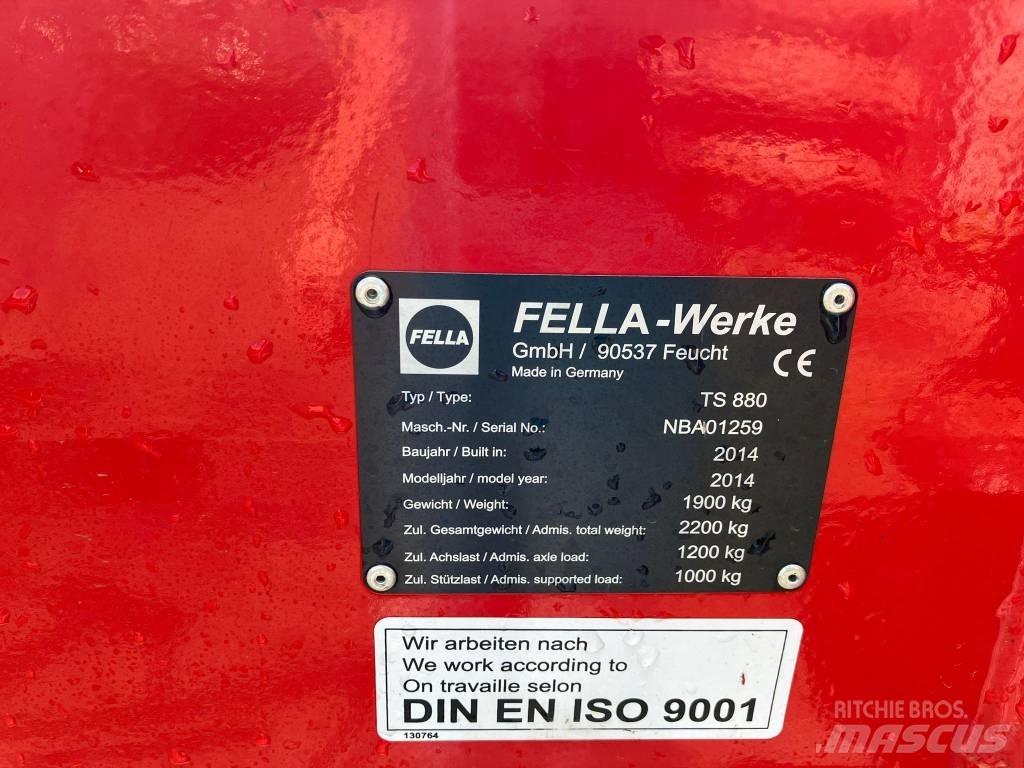 FELLA
FELLA-Werke
GmbH / 90537 Feucht
Made in Germany
CE
Typ / Type: TS 880
Masch.-Nr. / Serial No.: NBA01259
Baujahr / Built in: 2014
Modelljahr / model year: 2014
Gewicht / Weight: 1900 kg
Zul. Gesamtgewicht / Admis. total weight: 2200 kg
Zul. Achslast / Admis. axle load: 1200 kg
Zul. Stützlast / Admis. supported load: 1000 kg
Wir arbeiten nach
We work according to
On travaille selon
DIN EN ISO 9001
130764
RITCHIE BROS.
MASCUS